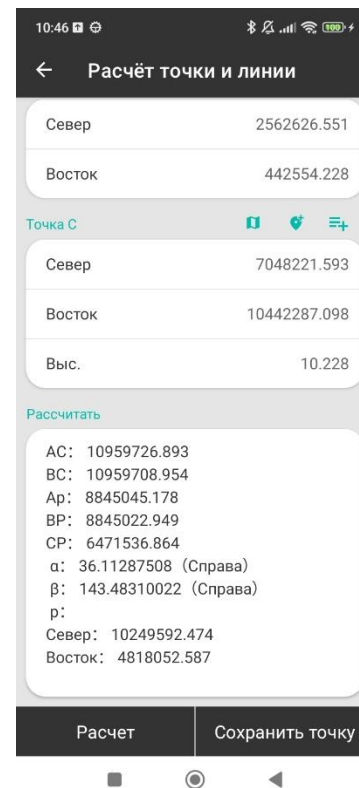 10:46 100
Расчёт точки и линии
Север 2562626.551
Восток 442554.228
Точка C
Север 7048221.593
Восток 10442287.098
Выс. 10.228
Рассчитать
AC: 10959726.893
BC: 10959708.954
Ap: 8845045.178
BP: 8845022.949
CP: 6471536.864
α: 36.11287508 (Справа)
β: 143.48310022 (Справа)
p:
Север: 10249592.474
Восток: 4818052.587
Расчет Сохранить точку